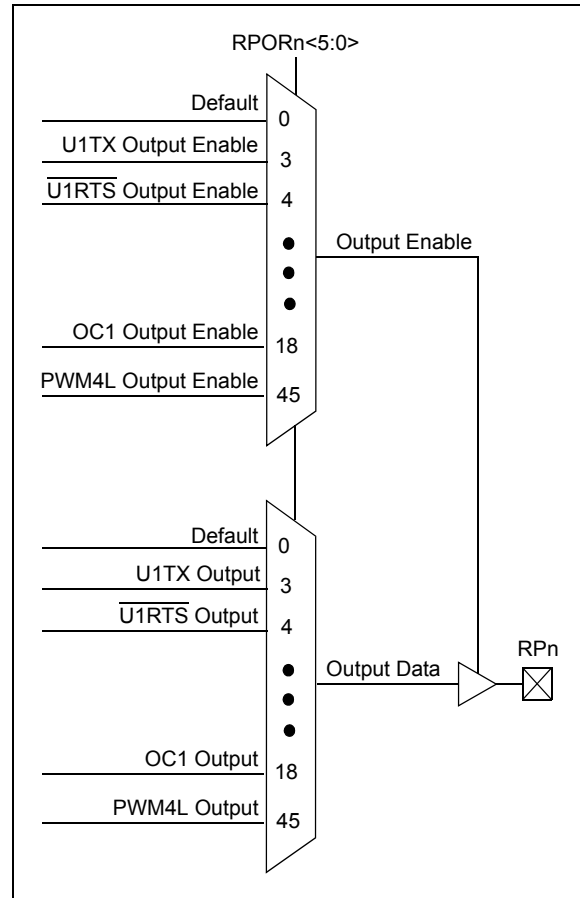 RPORn<5:0>
Default
0
U1TX Output Enable
3
U1RTS Output Enable
4
Output Enable
OC1 Output Enable
18
PWM4L Output Enable
45
Default
0
U1TX Output
3
U1RTS Output
4
RPn
Output Data
OC1 Output
18
PWM4L Output
45